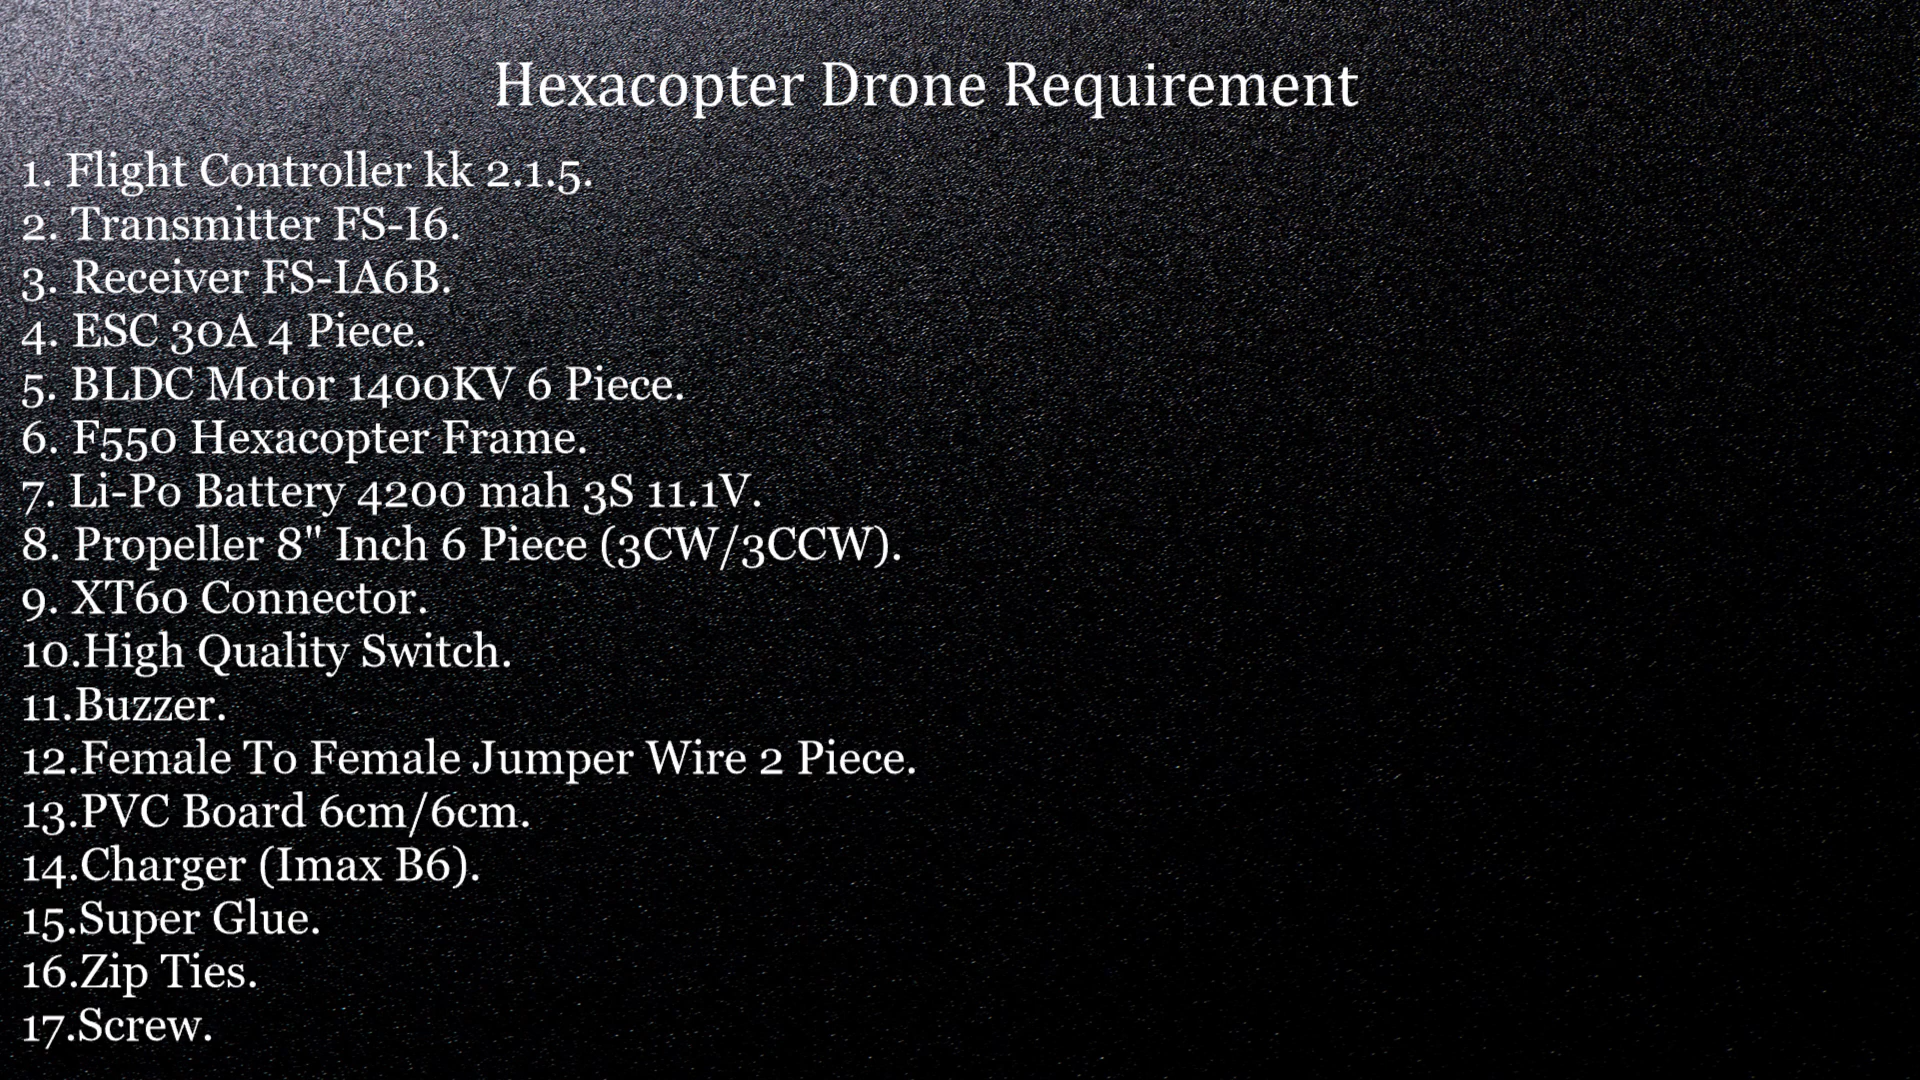 Hexacopter Drone Requirement
1. Flight Controller kk 2.1.5.
2. Transmitter FS-I6.
3. Receiver FS-IA6B.
4. ESC 30A 4 Piece.
5. BLDC Motor 1400KV 6 Piece.
6. F550 Hexacopter Frame.
7. Li-Po Battery 4200 mah 3S 11.1V.
8. Propeller 8" Inch 6 Piece (3CW/3CCW).
9. XT60 Connector.
10.High Quality Switch.
11.Buzzer.
12.Female To Female Jumper Wire 2 Piece.
13.PVC Board 6cm/6cm.
14.Charger (Imax B6).
15.Super Glue.
16.Zip Ties.
17.Screw.